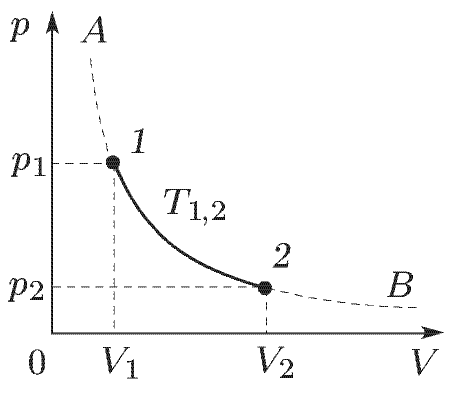 p A
p₁ 1
T₁,₂
p₂ 2 B
0 V₁ V₂ V